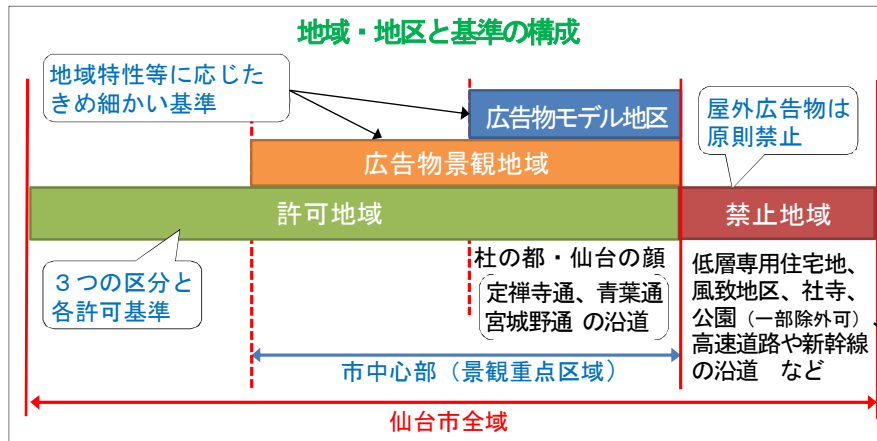 地域・地区と基準の構成
地域特性等に応じた
きめ細かい基準
広告物モデル地区
屋外広告物は
原則禁止
広告物景観地域
許可地域
禁止地域
３つの区分と
各許可基準
杜の都・仙台の顔
定禅寺通、青葉通
宮城野通 の沿道
低層専用住宅地、
風致地区、社寺、
公園（一部除外可）、
高速道路や新幹線
の沿道　など
市中心部（景観重点区域）
仙台市全域